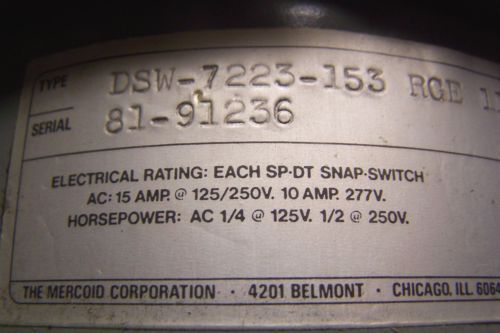 TYPE DSW-7223-153 RGE 11
SERIAL 81-91236
ELECTRICAL RATING: EACH SP-DT SNAP-SWITCH
AC: 15 AMP. @ 125/250V. 10 AMP. 277V.
HORSEPOWER: AC 1/4 @ 125V. 1/2 @ 250V.
THE MERCOID CORPORATION · 4201 BELMONT · CHICAGO, ILL. 6064